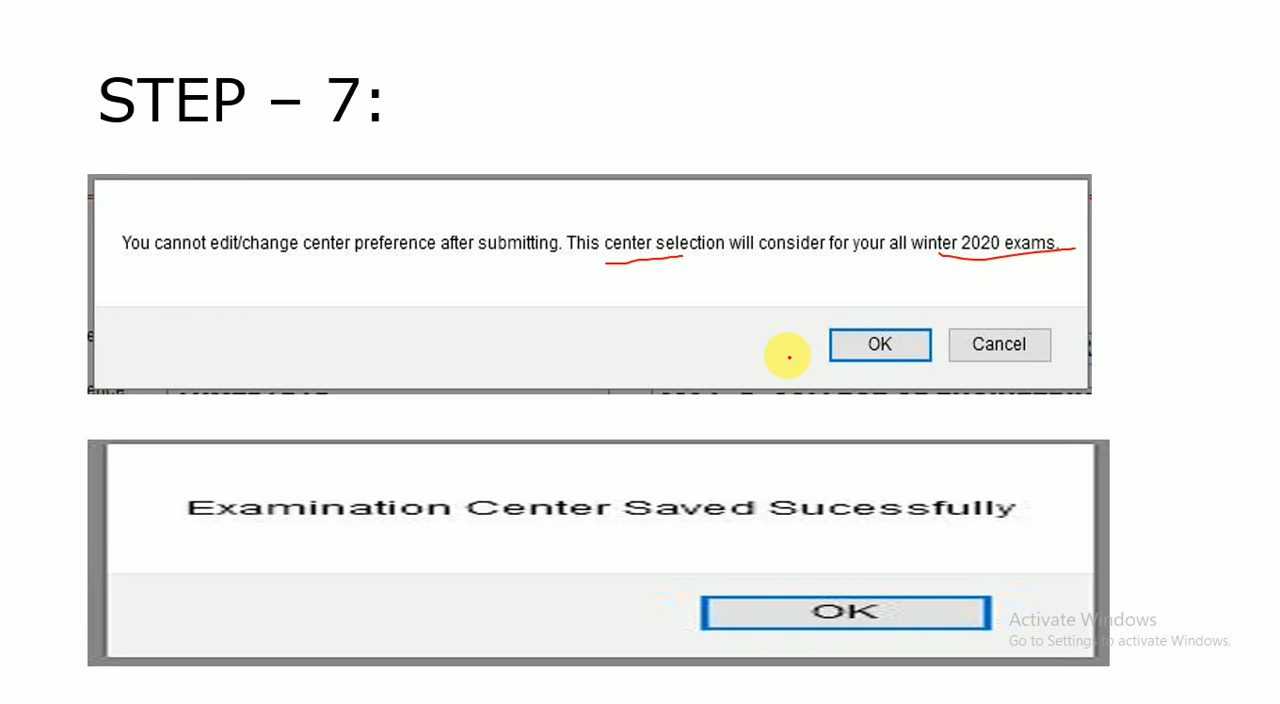 STEP – 7:
You cannot edit/change center preference after submitting. This center selection will consider for your all winter 2020 exams.
OK
Cancel
Examination Center Saved Sucessfully
OK
Activate Windows
Go to Settings to activate Windows.